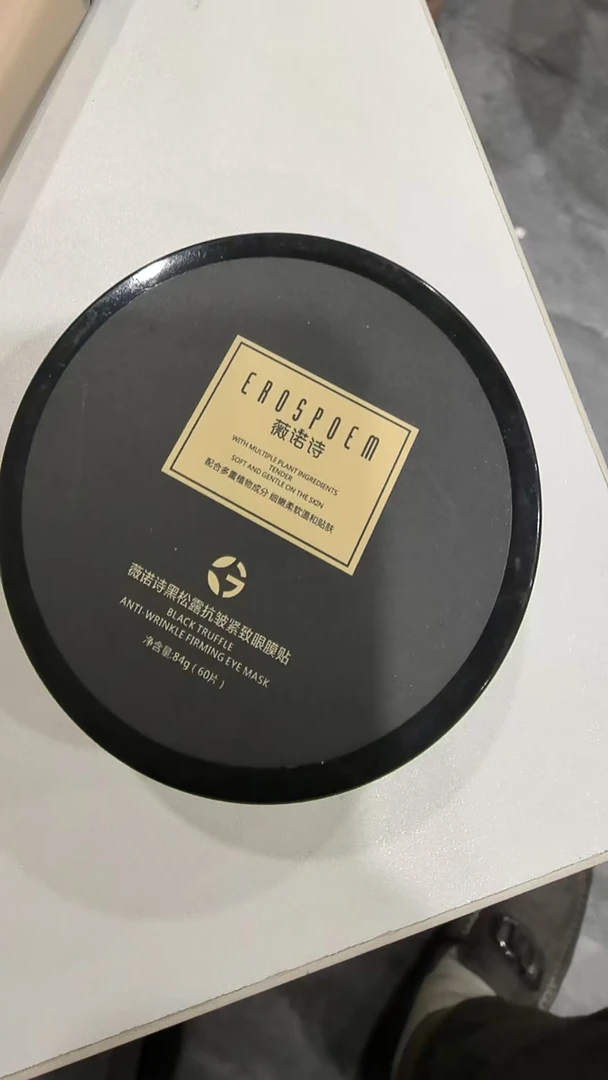 EROSPOEM
薇诺诗
WITH MULTIPLE PLANT INGREDIENTS
TENDER
SOFT AND GENTLE ON THE SKIN
配合多重植物成分 细嫩柔软温和贴肤
薇诺诗黑松露抗皱紧致眼膜贴
BLACK TRUFFLE
ANTI-WRINKLE FIRMING EYE MASK
净含量:84g(60片)